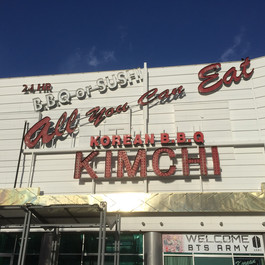 24 HR
B.B.Q or SUSHI
All You Can Eat
KOREAN B.B.Q
KIMCHI
WELCOME
BTS ARMY